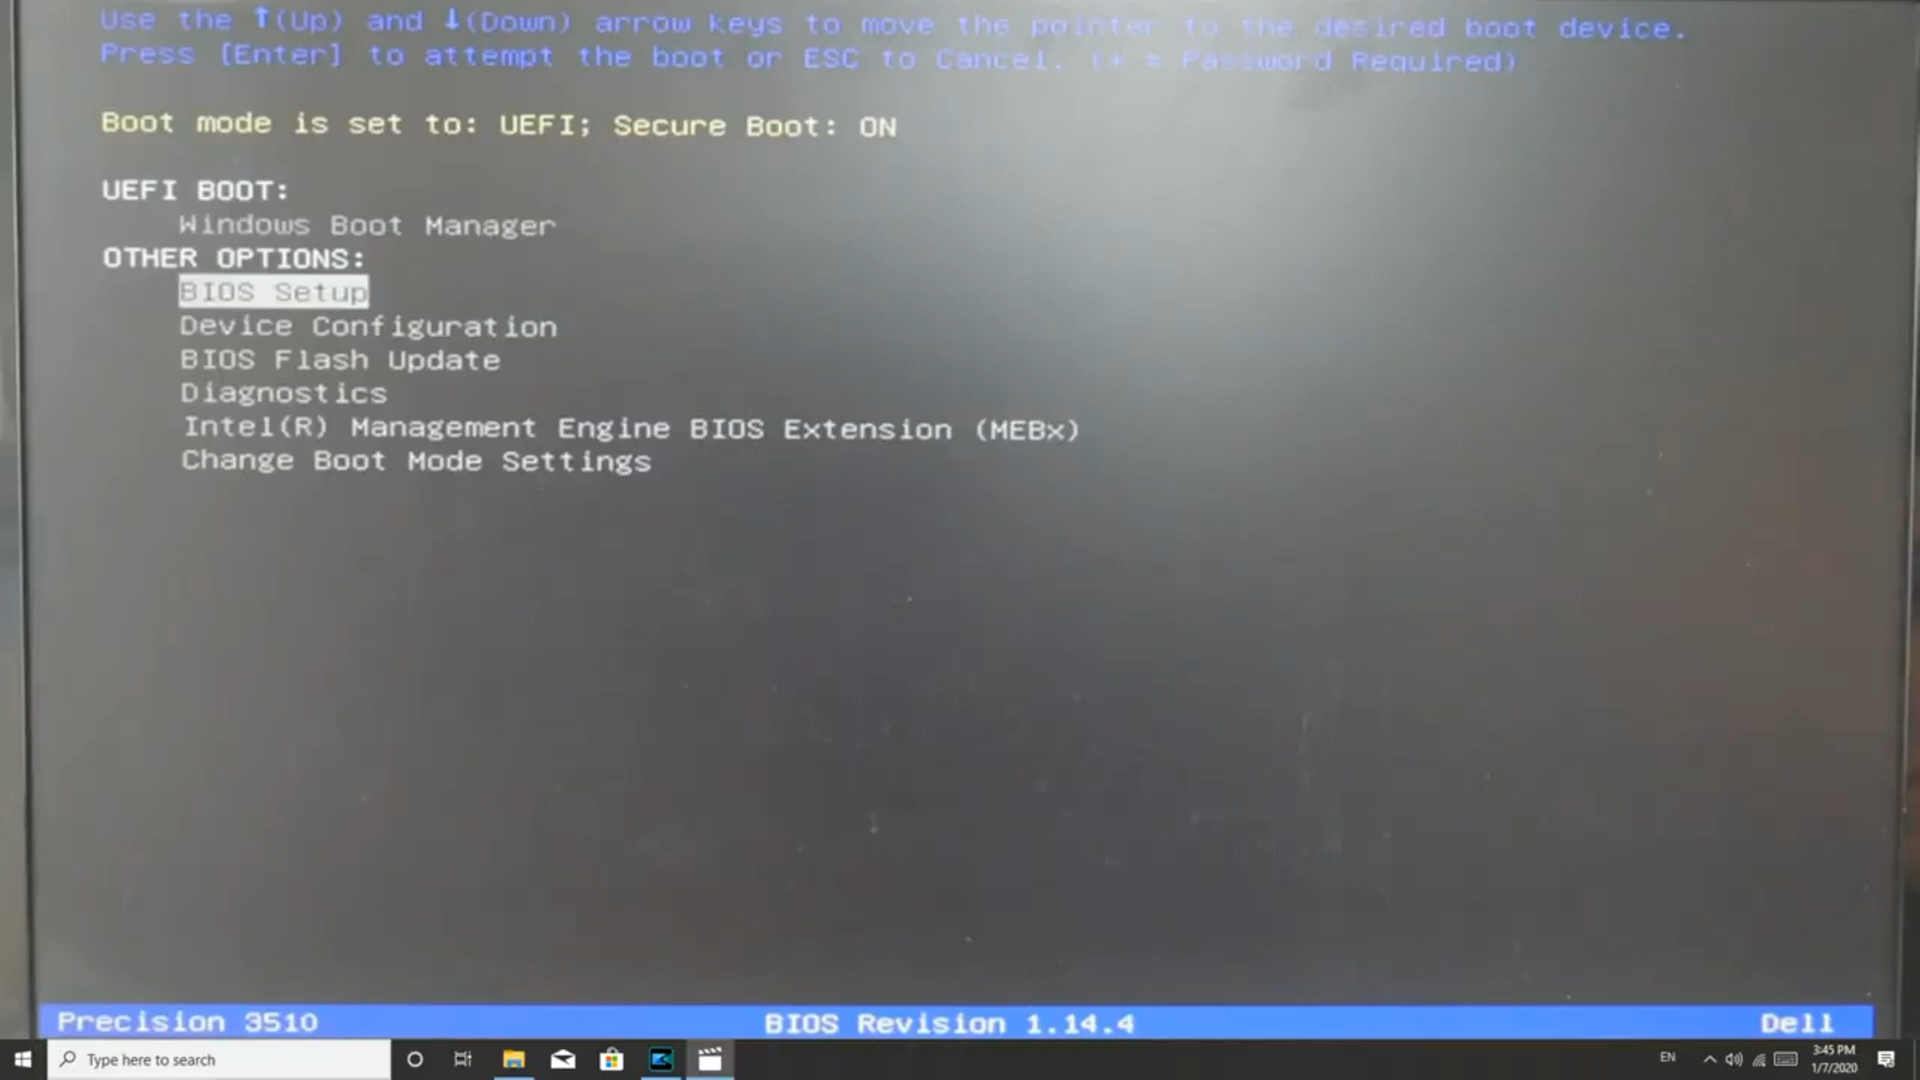 Use the ↑(Up) and ↓(Down) arrow keys to move the pointer to the desired boot device.
Press [Enter] to attempt the boot or ESC to Cancel. (* = Password Required)
Boot mode is set to: UEFI; Secure Boot: ON
UEFI BOOT:
Windows Boot Manager
OTHER OPTIONS:
BIOS Setup
Device Configuration
BIOS Flash Update
Diagnostics
Intel(R) Management Engine BIOS Extension (MEBx)
Change Boot Mode Settings
Precision 3510 BIOS Revision 1.14.4 Dell
Type here to search
EN
3:45 PM
1/7/2020